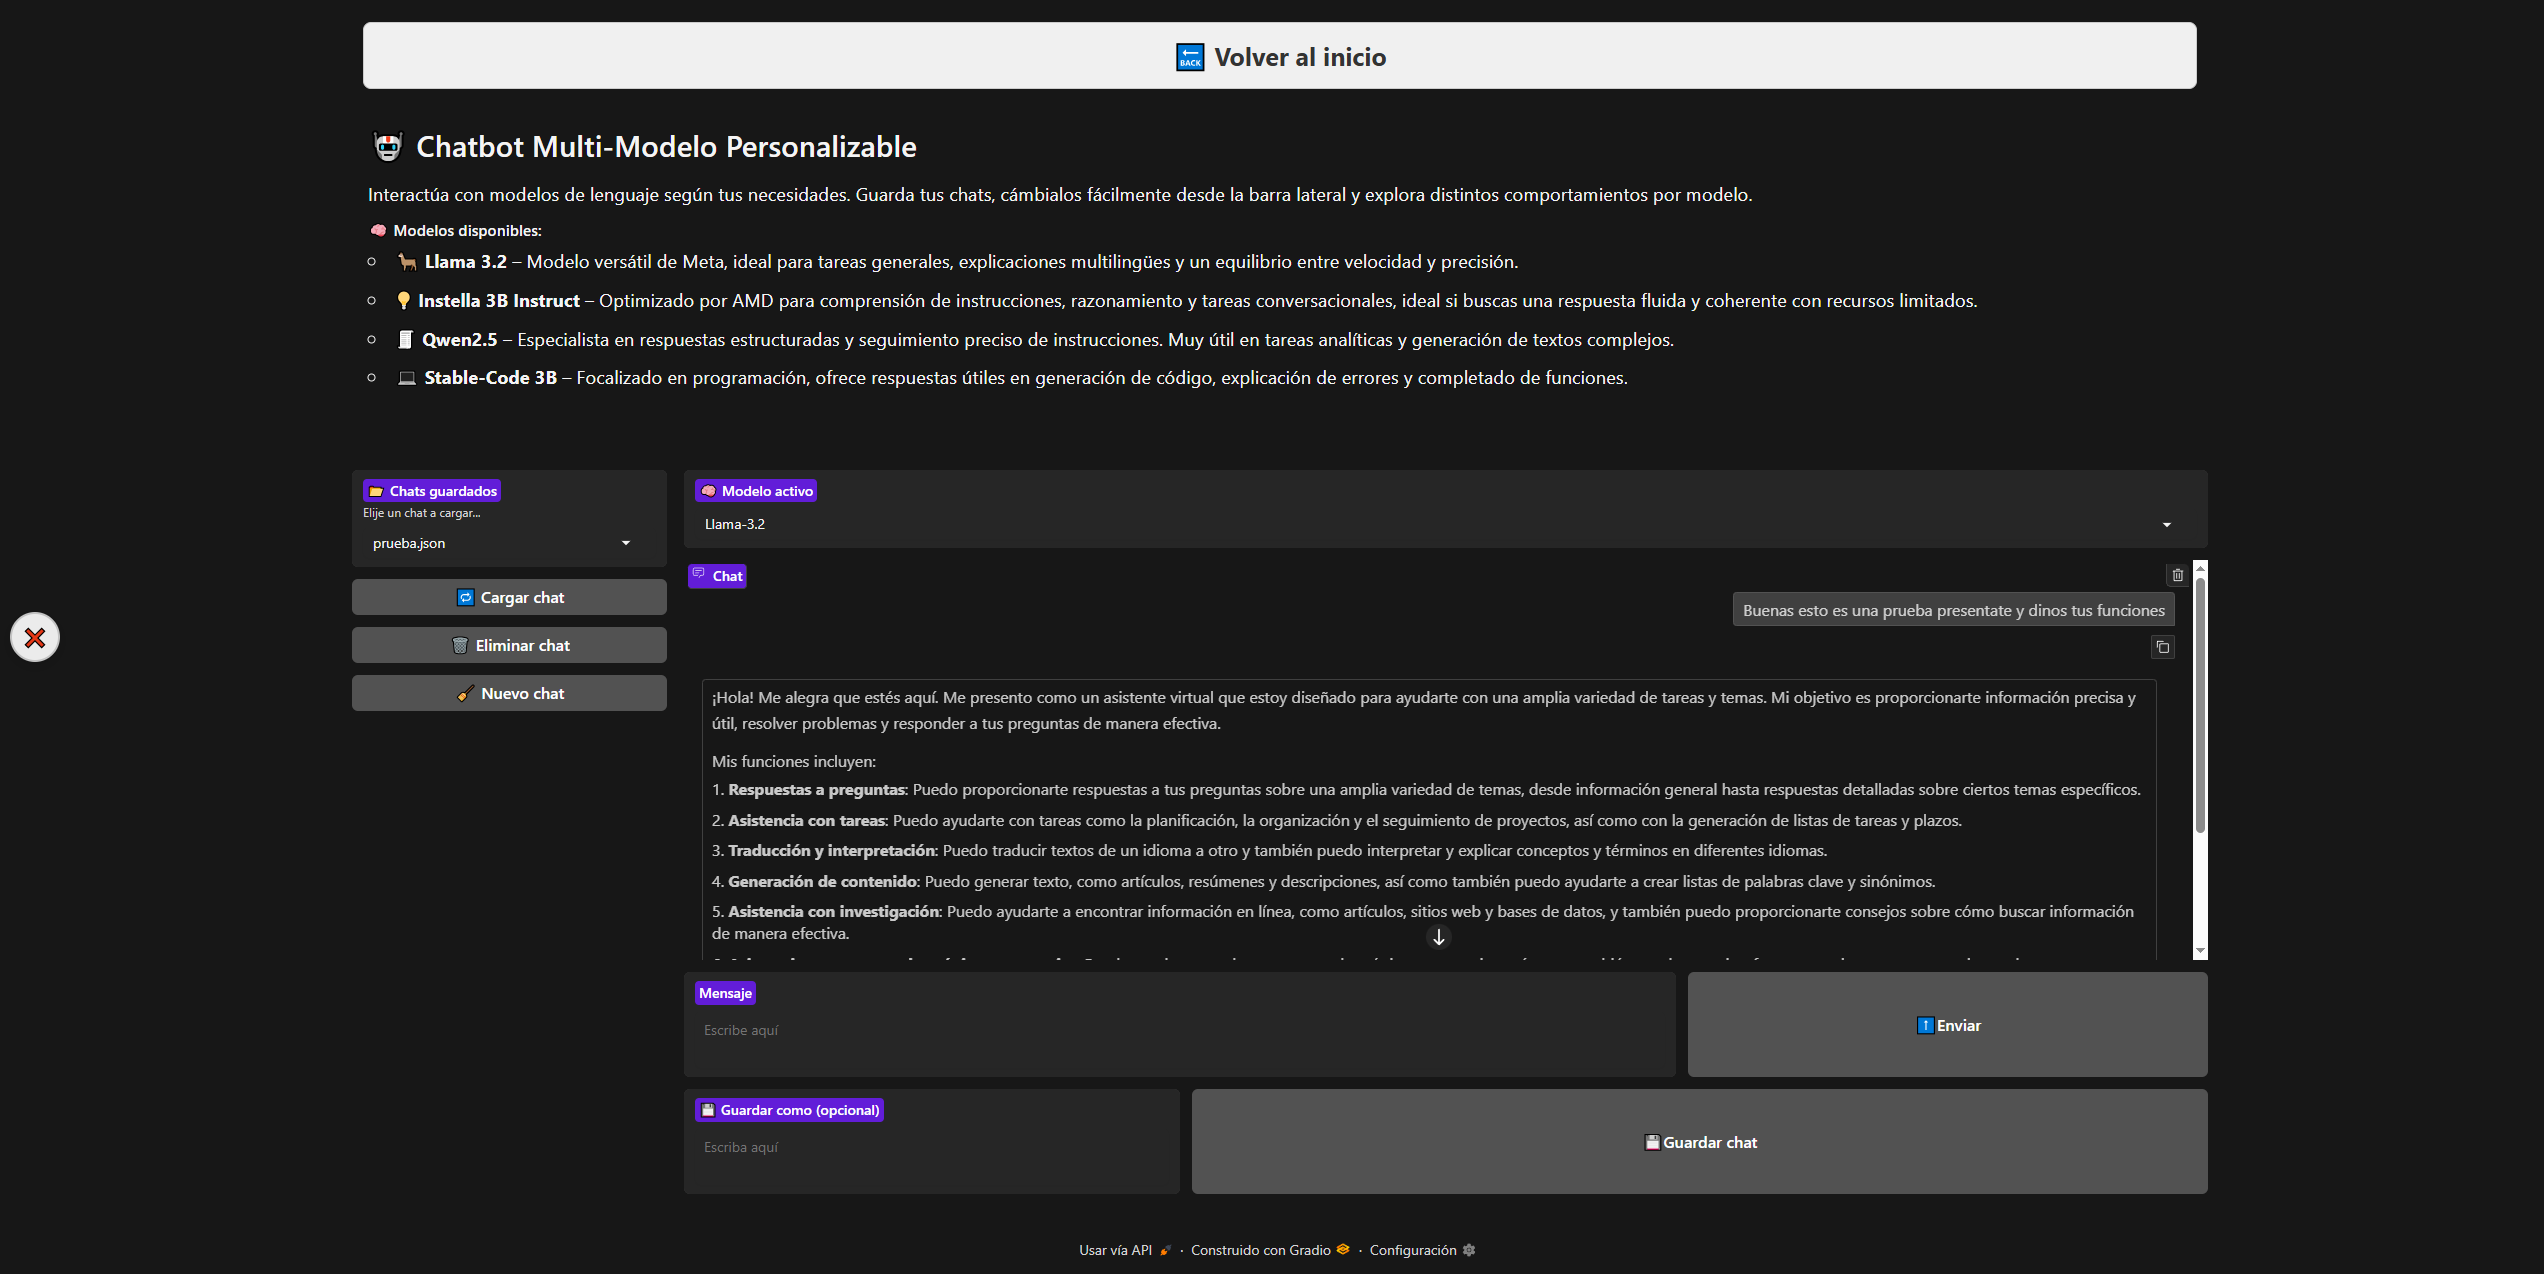 BACK Volver al inicio
Chatbot Multi-Modelo Personalizable
Interactúa con modelos de lenguaje según tus necesidades. Guarda tus chats, cámbialos fácilmente desde la barra lateral y explora distintos comportamientos por modelo.
Modelos disponibles:
Llama 3.2 – Modelo versátil de Meta, ideal para tareas generales, explicaciones multilingües y un equilibrio entre velocidad y precisión.
Instella 3B Instruct – Optimizado por AMD para comprensión de instrucciones, razonamiento y tareas conversacionales, ideal si buscas una respuesta fluida y coherente con recursos limitados.
Qwen2.5 – Especialista en respuestas estructuradas y seguimiento preciso de instrucciones. Muy útil en tareas analíticas y generación de textos complejos.
Stable-Code 3B – Focalizado en programación, ofrece respuestas útiles en generación de código, explicación de errores y completado de funciones.
Chats guardados
Elije un chat a cargar...
prueba.json
Cargar chat
Eliminar chat
Nuevo chat
Modelo activo
Llama-3.2
Chat
Buenas esto es una prueba presentate y dinos tus funciones
¡Hola! Me alegra que estés aquí. Me presento como un asistente virtual que estoy diseñado para ayudarte con una amplia variedad de tareas y temas. Mi objetivo es proporcionarte información precisa y
útil, resolver problemas y responder a tus preguntas de manera efectiva.
Mis funciones incluyen:
1. Respuestas a preguntas: Puedo proporcionarte respuestas a tus preguntas sobre una amplia variedad de temas, desde información general hasta respuestas detalladas sobre ciertos temas específicos.
2. Asistencia con tareas: Puedo ayudarte con tareas como la planificación, la organización y el seguimiento de proyectos, así como con la generación de listas de tareas y plazos.
3. Traducción y interpretación: Puedo traducir textos de un idioma a otro y también puedo interpretar y explicar conceptos y términos en diferentes idiomas.
4. Generación de contenido: Puedo generar texto, como artículos, resúmenes y descripciones, así como también puedo ayudarte a crear listas de palabras clave y sinónimos.
5. Asistencia con investigación: Puedo ayudarte a encontrar información en línea, como artículos, sitios web y bases de datos, y también puedo proporcionarte consejos sobre cómo buscar información
de manera efectiva.
Mensaje
Escribe aquí
Enviar
Guardar como (opcional)
Escriba aquí
Guardar chat
Usar vía API · Construido con Gradio · Configuración